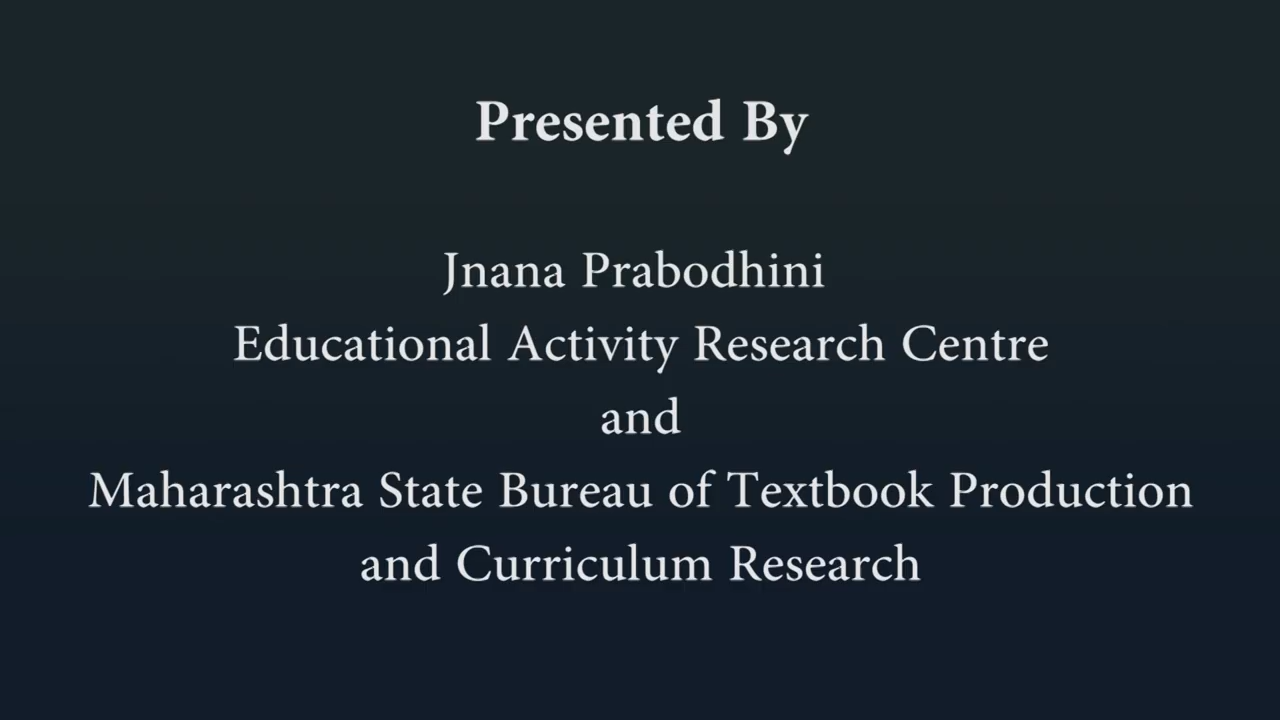 Presented By
Jnana Prabodhini
Educational Activity Research Centre
and
Maharashtra State Bureau of Textbook Production
and Curriculum Research